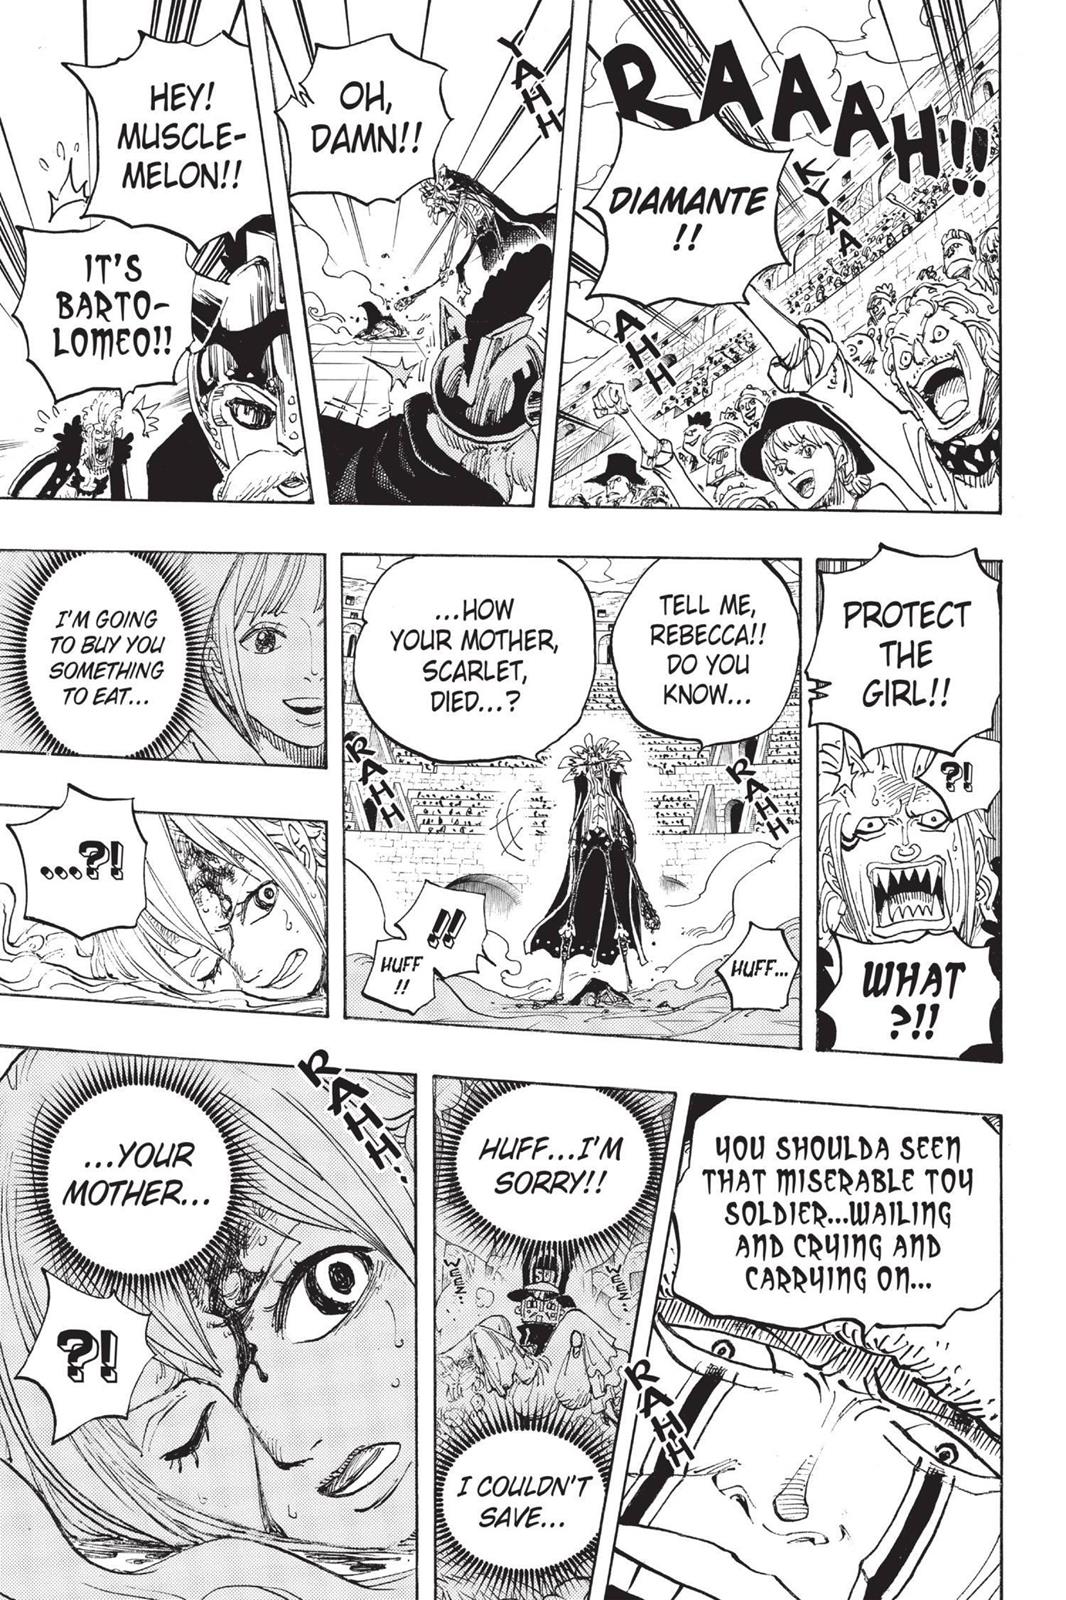 RAAAH!!
KYAA
DIAMANTE
!!
AHH
YAHH
OH,
DAMN!!
HEY!
MUSCLE-
MELON!!
IT'S
BARTO-
LOMEO!!
PROTECT
THE
GIRL!!
?!
WHAT
?!!
TELL ME,
REBECCA!!
DO YOU
KNOW...
...HOW
YOUR MOTHER,
SCARLET,
DIED...?
RAHH
RAHH
HUFF...
!!
HUFF
!!
I'M GOING
TO BUY YOU
SOMETHING
TO EAT...
...?!
YOU SHOULDA SEEN
THAT MISERABLE TOY
SOLDIER...WAILING
AND CRYING AND
CARRYING ON...
RAHH
HUFF...I'M
SORRY!!
I COULDN'T
SAVE...
RAHH.
...YOUR
MOTHER...
?!